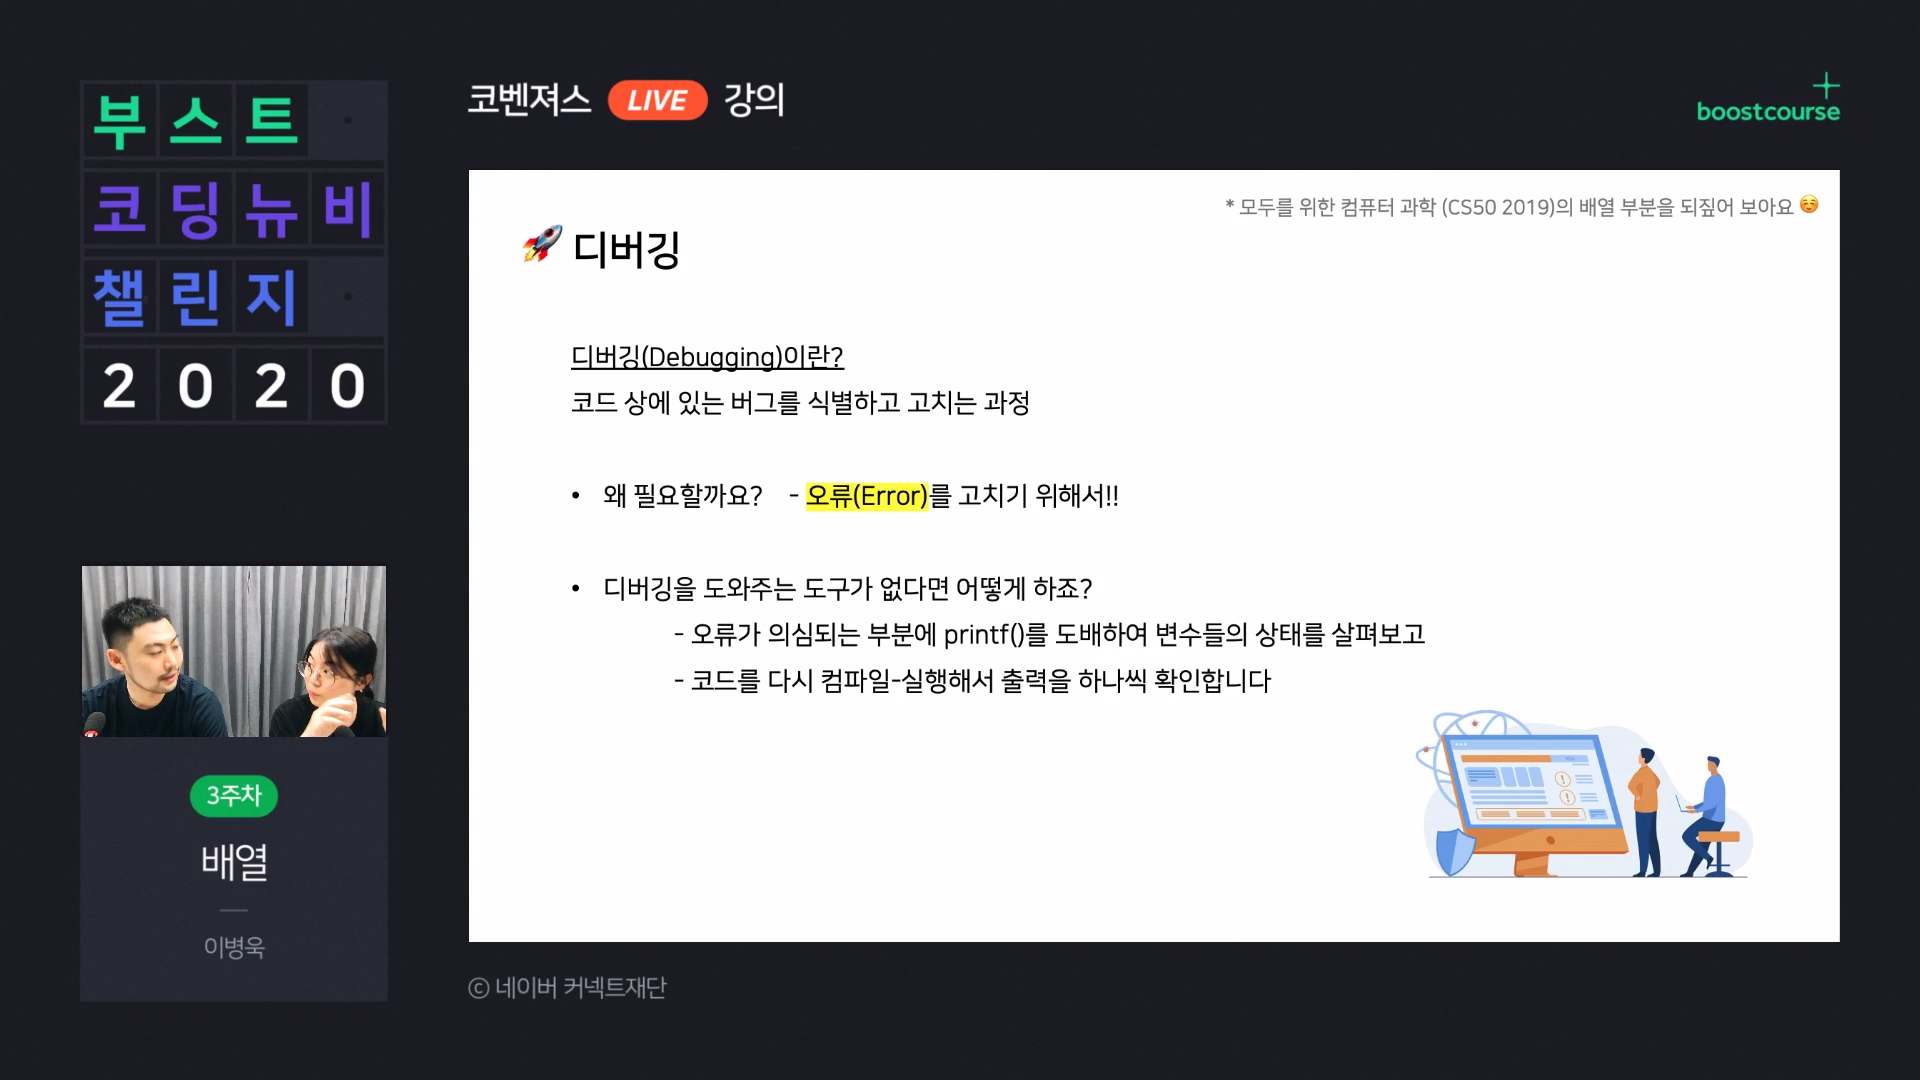 부스트
코딩뉴비
챌린지
2020
코벤져스 LIVE 강의
boostcourse
* 모두를 위한 컴퓨터 과학 (CS50 2019)의 배열 부분을 되짚어 보아요 ☺️
🚀 디버깅
디버깅(Debugging)이란?
코드 상에 있는 버그를 식별하고 고치는 과정
• 왜 필요할까요? - 오류(Error)를 고치기 위해서!!
• 디버깅을 도와주는 도구가 없다면 어떻게 하죠?
- 오류가 의심되는 부분에 printf()를 도배하여 변수들의 상태를 살펴보고
- 코드를 다시 컴파일-실행해서 출력을 하나씩 확인합니다
3주차
배열
이병욱
ⓒ 네이버 커넥트재단